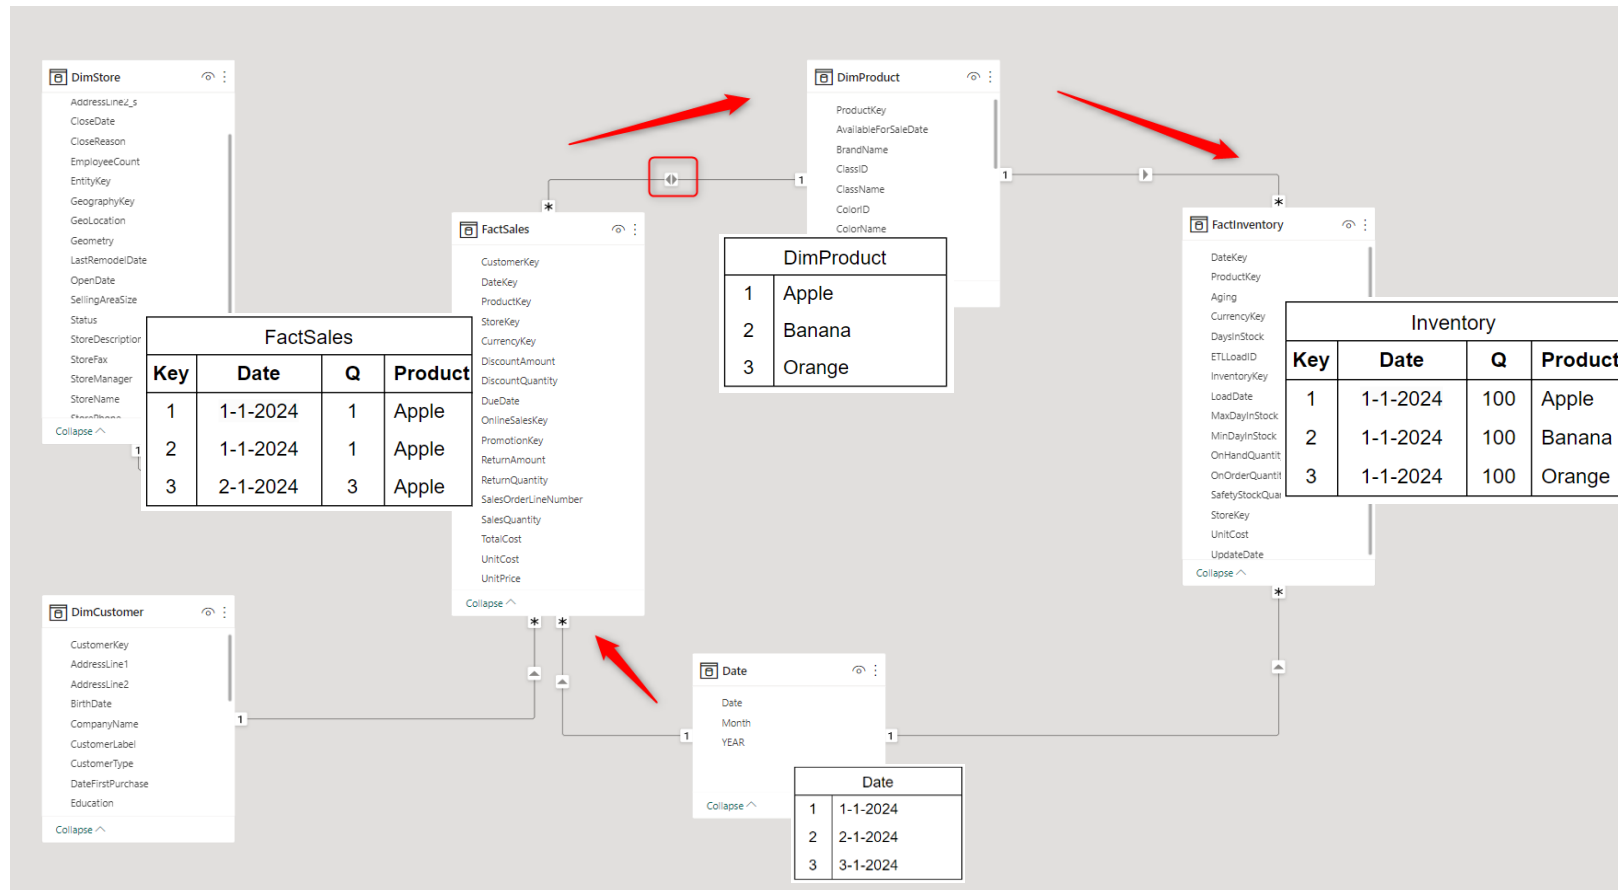 DimStore
AddressLine2_s
CloseDate
CloseReason
EmployeeCount
EntityKey
GeographyKey
GeoLocation
Geometry
LastRemodelDate
OpenDate
SellingAreaSize
Status
StoreDescription
StoreFax
StoreManager
StoreName
StorePhone
Collapse
1
FactSales
Key Date Q Product
1 1-1-2024 1 Apple
2 1-1-2024 1 Apple
3 2-1-2024 3 Apple
DimCustomer
CustomerKey
AddressLine1
AddressLine2
BirthDate
CompanyName
CustomerLabel
CustomerType
DateFirstPurchase
Education
Collapse
1
*
FactSales
CustomerKey
DateKey
ProductKey
StoreKey
CurrencyKey
DiscountAmount
DiscountQuantity
DueDate
OnlineSalesKey
PromotionKey
ReturnAmount
ReturnQuantity
SalesOrderLineNumber
SalesQuantity
TotalCost
UnitCost
UnitPrice
Collapse
* *
1
DimProduct
ProductKey
AvailableForSaleDate
BrandName
ClassID
ClassName
ColorID
ColorName
1
DimProduct
1 Apple
2 Banana
3 Orange
Date
Date
Month
YEAR
Collapse
1
1
Date
1 1-1-2024
2 2-1-2024
3 3-1-2024
*
FactInventory
DateKey
ProductKey
Aging
CurrencyKey
DaysInStock
ETLLoadID
InventoryKey
LoadDate
MaxDayInStock
MinDayInStock
OnHandQuantit
OnOrderQuantit
SafetyStockQua
StoreKey
UnitCost
UpdateDate
Collapse
*
Inventory
Key Date Q Product
1 1-1-2024 100 Apple
2 1-1-2024 100 Banana
3 1-1-2024 100 Orange